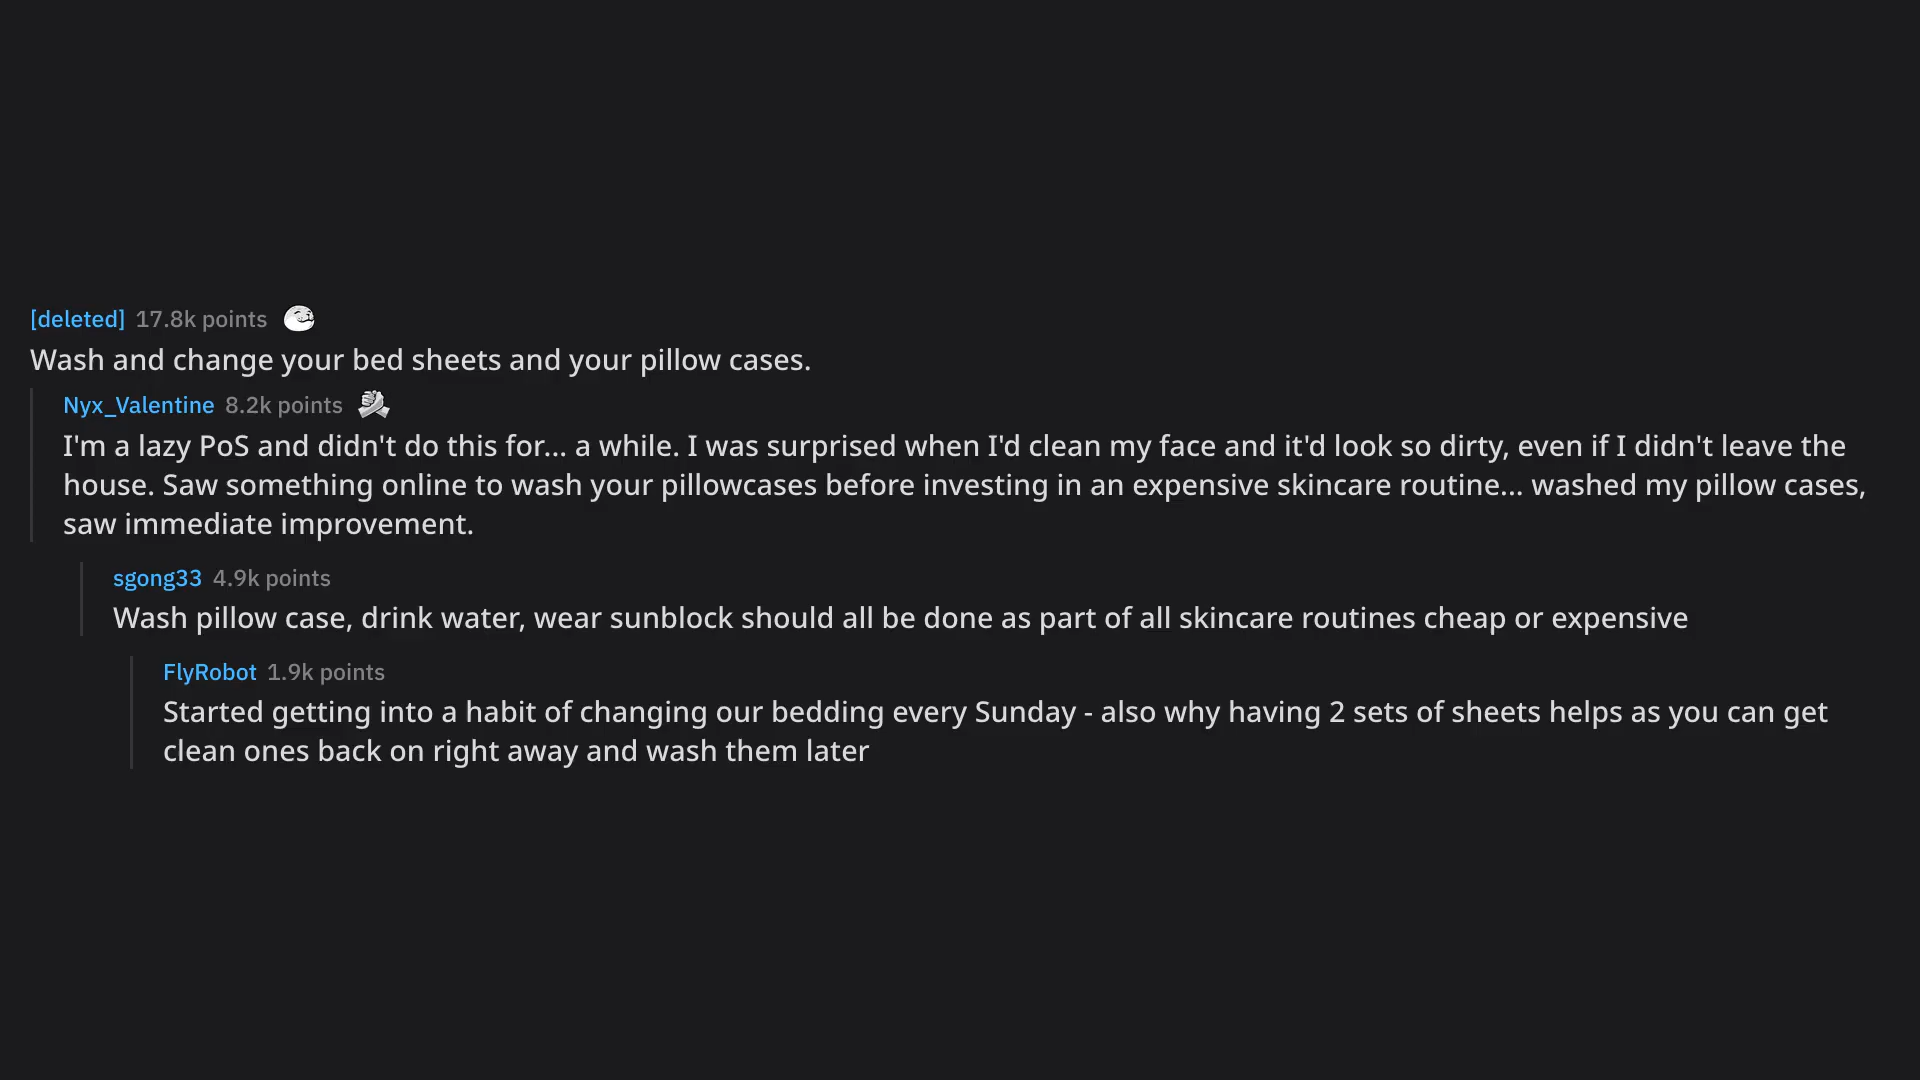 [deleted] 17.8k points
Wash and change your bed sheets and your pillow cases.
Nyx_Valentine 8.2k points
I'm a lazy PoS and didn't do this for... a while. I was surprised when I'd clean my face and it'd look so dirty, even if I didn't leave the
house. Saw something online to wash your pillowcases before investing in an expensive skincare routine... washed my pillow cases,
saw immediate improvement.
sgong33 4.9k points
Wash pillow case, drink water, wear sunblock should all be done as part of all skincare routines cheap or expensive
FlyRobot 1.9k points
Started getting into a habit of changing our bedding every Sunday - also why having 2 sets of sheets helps as you can get
clean ones back on right away and wash them later